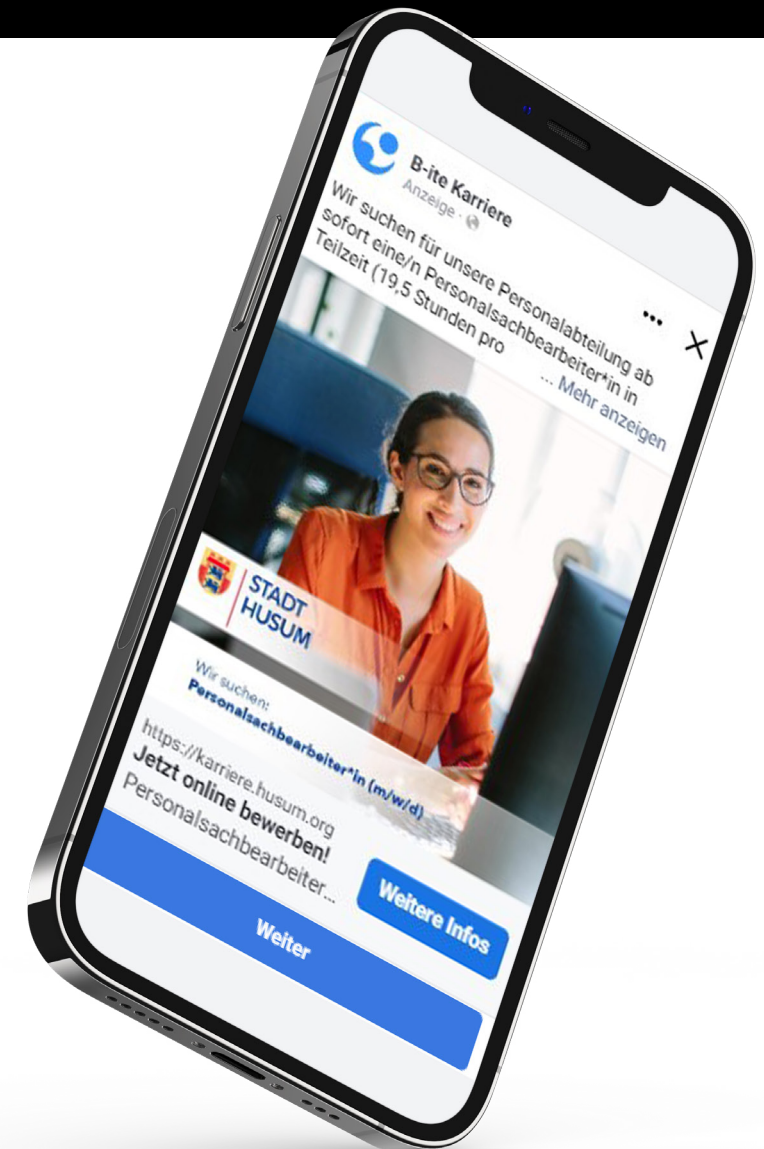 B-ite Karriere
Anzeige ·
Wir suchen für unsere Personalabteilung ab
sofort eine/n Personalsachbearbeiter*in in
Teilzeit (19,5 Stunden pro
... Mehr anzeigen
STADT
HUSUM
Wir suchen:
Personalsachbearbeiter*in (m/w/d)
https://karriere.husum.org
Jetzt online bewerben!
Personalsachbearbeiter...
Weitere Infos
Weiter